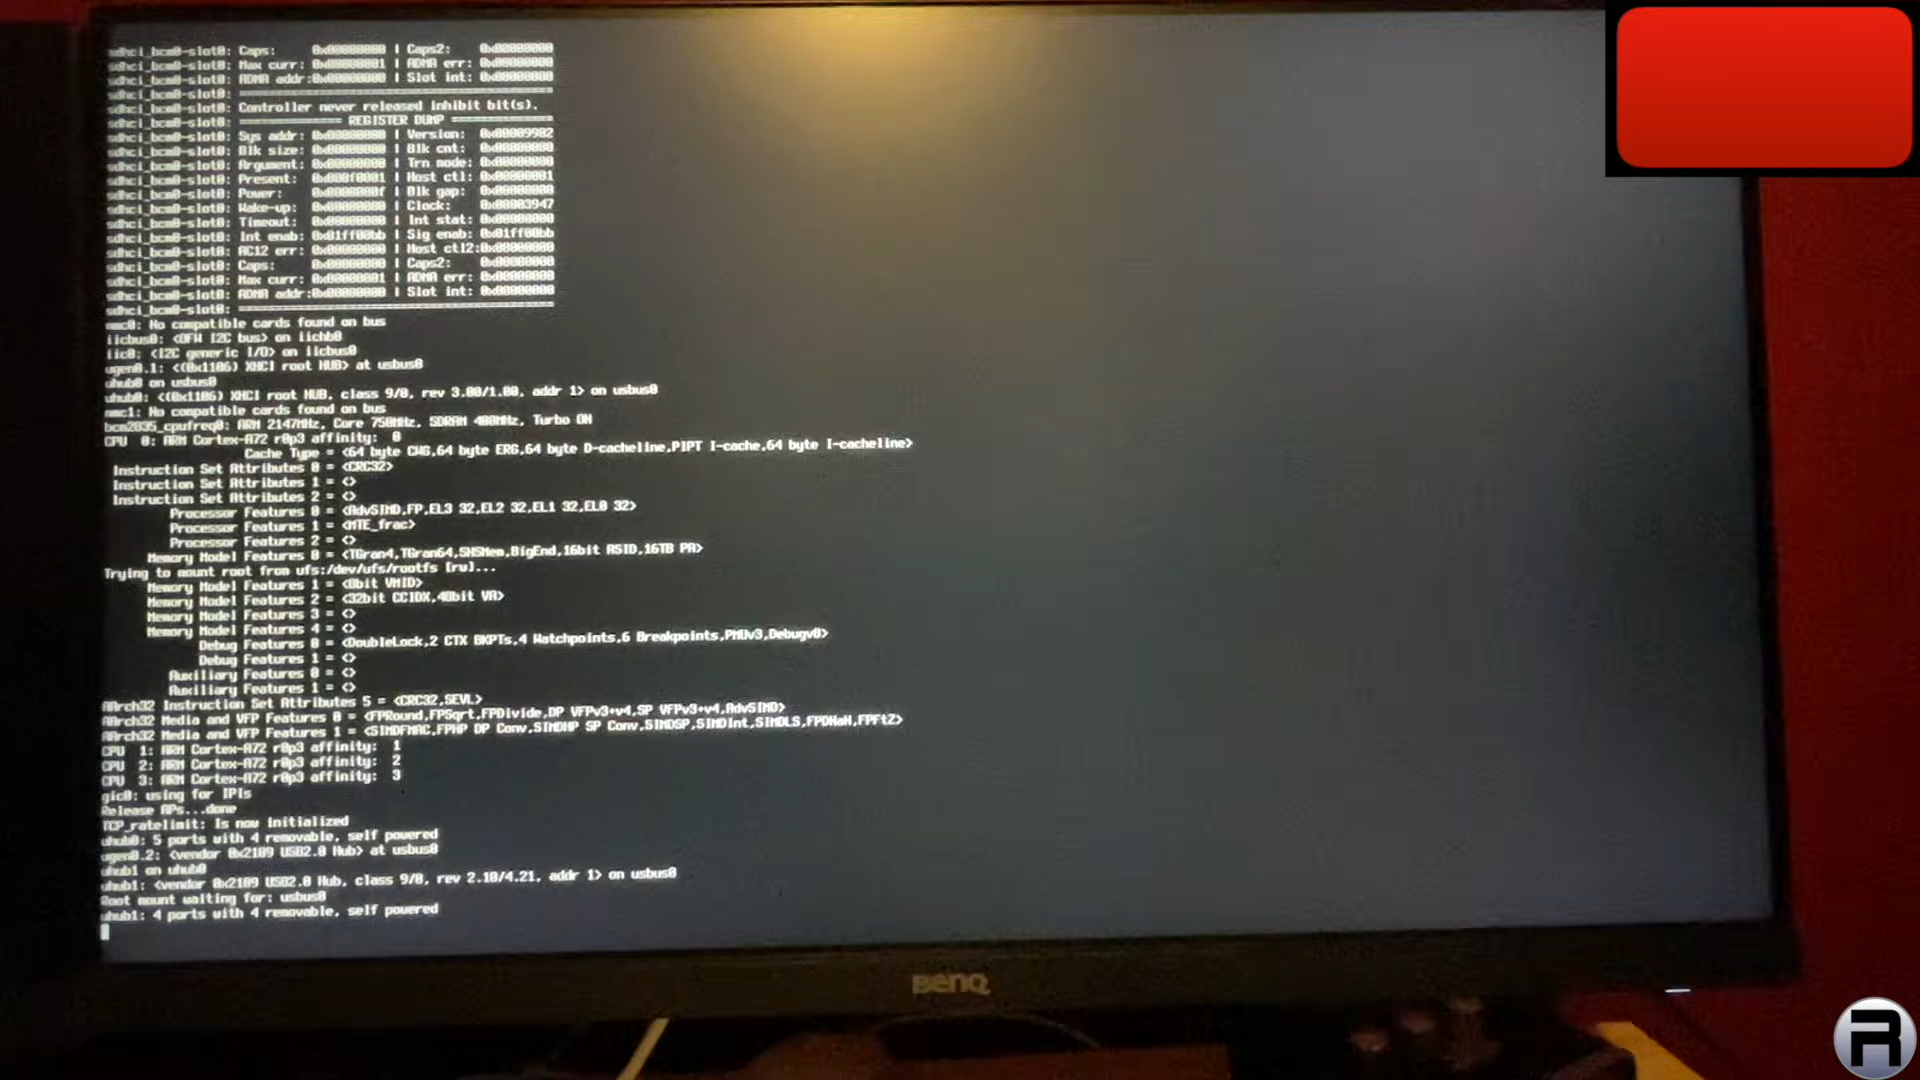 sdhci_bcm0-slot0: Caps: 0x00000000 | Caps2: 0x00000000
sdhci_bcm0-slot0: Max curr: 0x00000001 | ADMA err: 0x00000000
sdhci_bcm0-slot0: ADMA addr:0x00000000 | Slot int: 0x00000000
sdhci_bcm0-slot0: ===========================================
sdhci_bcm0-slot0: Controller never released inhibit bit(s).
sdhci_bcm0-slot0: ============== REGISTER DUMP ==============
sdhci_bcm0-slot0: Sys addr: 0x00000000 | Version: 0x00009902
sdhci_bcm0-slot0: Blk size: 0x00000000 | Blk cnt: 0x00000000
sdhci_bcm0-slot0: Argument: 0x00000000 | Trn mode: 0x00000000
sdhci_bcm0-slot0: Present: 0x000f0001 | Host ctl: 0x00000001
sdhci_bcm0-slot0: Power: 0x0000000f | Blk gap: 0x00000000
sdhci_bcm0-slot0: Wake-up: 0x00000000 | Clock: 0x00003947
sdhci_bcm0-slot0: Timeout: 0x00000000 | Int stat: 0x00000000
sdhci_bcm0-slot0: Int enab: 0x01ff00bb | Sig enab: 0x01ff00bb
sdhci_bcm0-slot0: AC12 err: 0x00000000 | Host ctl2:0x00000000
sdhci_bcm0-slot0: Caps: 0x00000000 | Caps2: 0x00000000
sdhci_bcm0-slot0: Max curr: 0x00000001 | ADMA err: 0x00000000
sdhci_bcm0-slot0: ADMA addr:0x00000000 | Slot int: 0x00000000
sdhci_bcm0-slot0: ===========================================
mmc0: No compatible cards found on bus
iicbus0: <OFW I2C bus> on iichb0
iic0: <I2C generic I/O> on iicbus0
ugen0.1: <(0x1106) XHCI root HUB> at usbus0
uhub0 on usbus0
uhub0: <(0x1106) XHCI root HUB, class 9/0, rev 3.00/1.00, addr 1> on usbus0
mmc1: No compatible cards found on bus
bcm2835_cpufreq0: ARM 2147MHz, Core 750MHz, SDRAM 400MHz, Turbo ON
CPU 0: ARM Cortex-A72 r0p3 affinity: 0
Cache Type = <64 byte CWG,64 byte ERG,64 byte D-cacheline,PIPT I-cache,64 byte I-cacheline>
Instruction Set Attributes 0 = <CRC32>
Instruction Set Attributes 1 = <>
Instruction Set Attributes 2 = <>
Processor Features 0 = <AdvSIMD,FP,EL3 32,EL2 32,EL1 32,EL0 32>
Processor Features 1 = <MTE_frac>
Processor Features 2 = <>
Memory Model Features 0 = <TGran4,TGran64,SNSMem,BigEnd,16bit ASID,16TB PA>
Trying to mount root from ufs:/dev/ufs/rootfs [rw]...
Memory Model Features 1 = <8bit VMID>
Memory Model Features 2 = <32bit CCIDX,48bit VA>
Memory Model Features 3 = <>
Memory Model Features 4 = <>
Debug Features 0 = <DoubleLock,2 CTX BKPTs,4 Watchpoints,6 Breakpoints,PMUv3,Debugv8>
Debug Features 1 = <>
Auxiliary Features 0 = <>
Auxiliary Features 1 = <>
AArch32 Instruction Set Attributes 5 = <CRC32,SEVL>
AArch32 Media and VFP Features 0 = <FPRound,FPSqrt,FPDivide,DP VFPv3+v4,SP VFPv3+v4,AdvSIMD>
AArch32 Media and VFP Features 1 = <SIMDFMAC,FPHP DP Conv,SIMDHP SP Conv,SIMDSP,SIMDInt,SIMDLS,FPDNaN,FPFtZ>
CPU 1: ARM Cortex-A72 r0p3 affinity: 1
CPU 2: ARM Cortex-A72 r0p3 affinity: 2
CPU 3: ARM Cortex-A72 r0p3 affinity: 3
gic0: using for IPIs
Release APs...done
TCP_ratelimit: Is now initialized
uhub0: 5 ports with 4 removable, self powered
ugen0.2: <vendor 0x2109 USB2.0 Hub> at usbus0
uhub1 on uhub0
uhub1: <vendor 0x2109 USB2.0 Hub, class 9/0, rev 2.10/4.21, addr 1> on usbus0
Root mount waiting for: usbus0
uhub1: 4 ports with 4 removable, self powered
BenQ
R